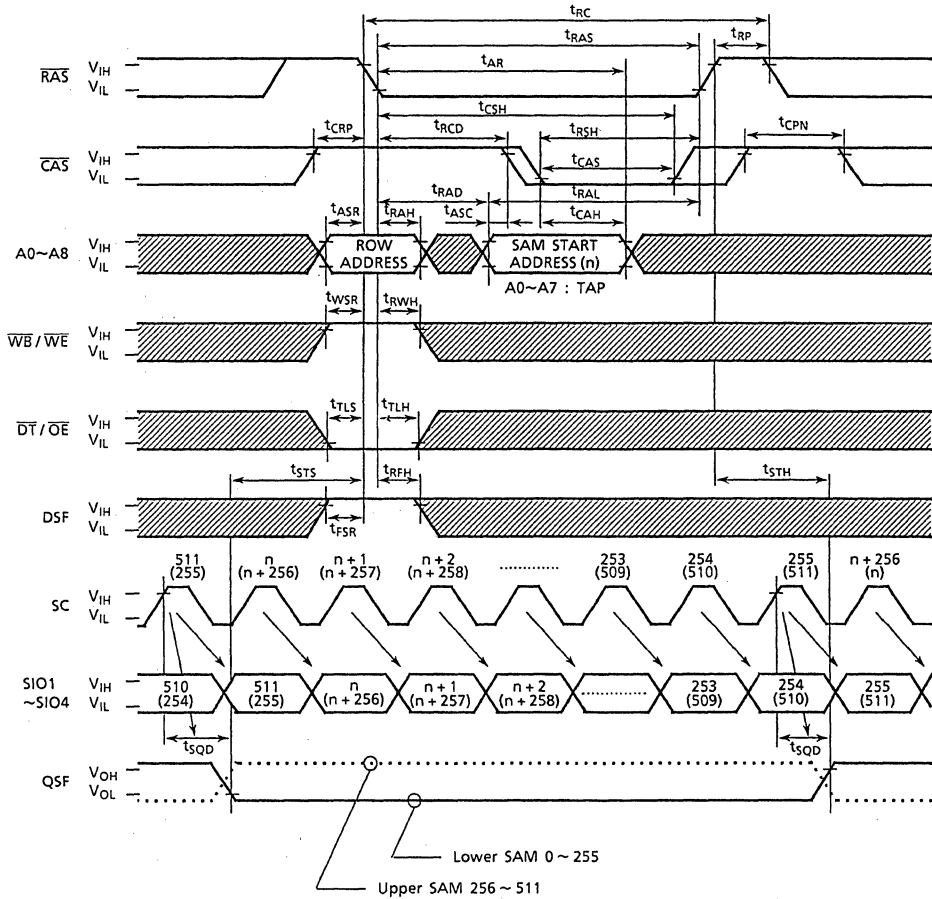 tRC
tRAS
tRP
tAR
RAS
VIH
VIL
tCSH
tCRP
tRCD
tRSH
tCPN
CAS
VIH
VIL
tCAS
tRAD
tRAL
tASR
tRAH
tASC
tCAH
A0~A8
VIH
VIL
ROW ADDRESS
SAM START ADDRESS (n)
A0~A7 : TAP
tWSR
tRWH
WB / WE
VIH
VIL
tTLS
tTLH
DT / OE
VIH
VIL
tSTS
tRFH
tSTH
DSF
VIH
VIL
tFSR
511 n n+1 n+2 ......... 253 254 255 n+256
(255) (n+256) (n+257) (n+258) (509) (510) (511) (n)
SC
VIH
VIL
SIO1 ~SIO4
VIH
VIL
510 511 n n+1 n+2 ......... 253 254 255
(254) (255) (n+256) (n+257) (n+258) (509) (510) (511)
tSQD
tSQD
QSF
VOH
VOL
Lower SAM 0~255
Upper SAM 256~511